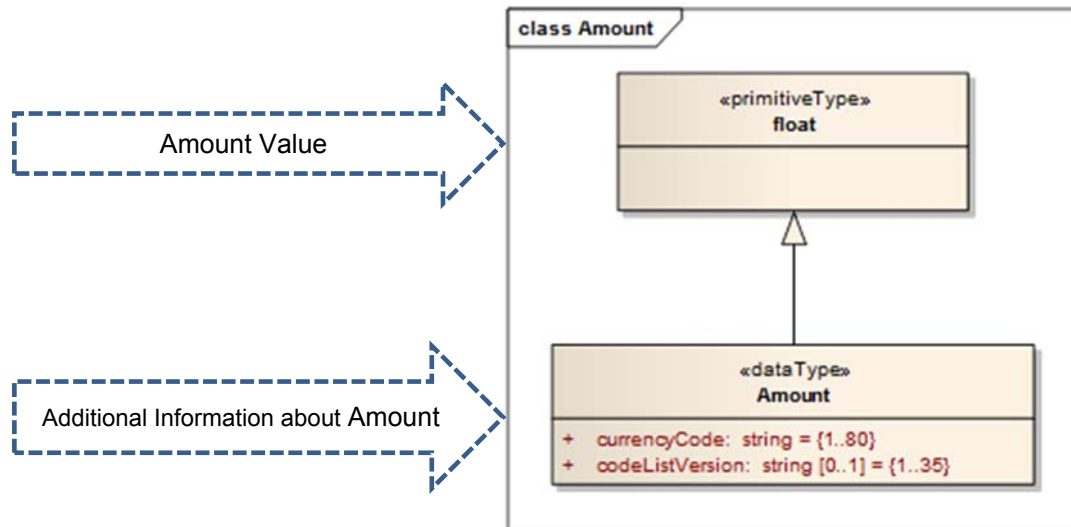 class Amount
«primitiveType»
float
Amount Value
«dataType»
Amount
Additional Information about Amount
+ currencyCode: string = {1..80}
+ codeListVersion: string [0..1] = {1..35}